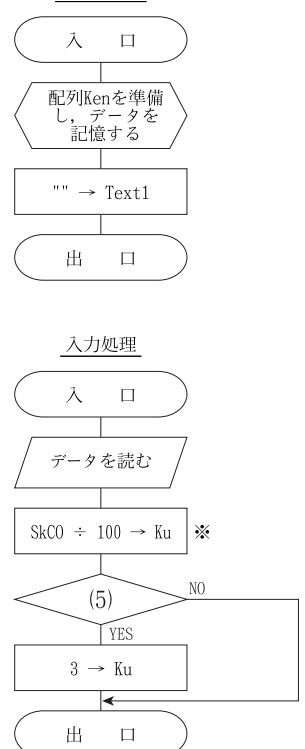 入　口
配列Kenを準備
し，データを
記憶する
"" → Text1
出　口
入力処理
入　口
データを読む
SkCO ÷ 100 → Ku ※
(5)
NO
YES
3 → Ku
出　口